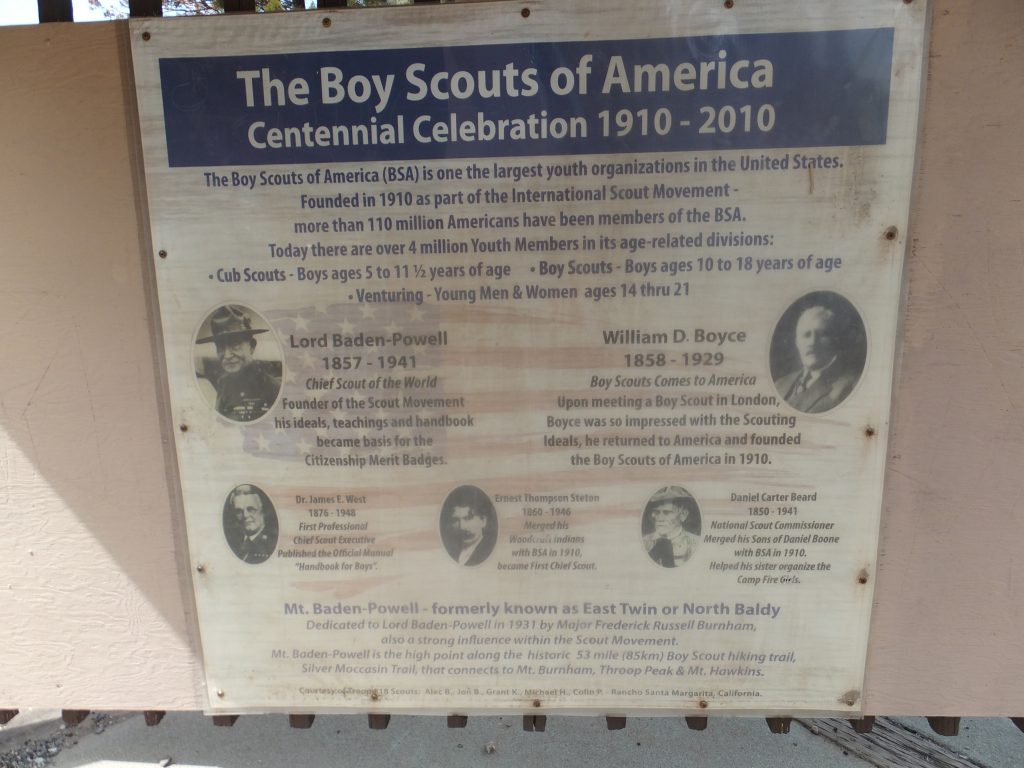 The Boy Scouts of America
Centennial Celebration 1910 - 2010
The Boy Scouts of America (BSA) is one the largest youth organizations in the United States.
Founded in 1910 as part of the International Scout Movement -
more than 110 million Americans have been members of the BSA.
Today there are over 4 million Youth Members in its age-related divisions:
• Cub Scouts - Boys ages 5 to 11 ½ years of age • Boy Scouts - Boys ages 10 to 18 years of age
• Venturing - Young Men & Women ages 14 thru 21
Lord Baden-Powell
1857 - 1941
Chief Scout of the World
Founder of the Scout Movement
his ideals, teachings and handbook
became basis for the
Citizenship Merit Badges.
William D. Boyce
1858 - 1929
Boy Scouts Comes to America
Upon meeting a Boy Scout in London,
Boyce was so impressed with the Scouting
Ideals, he returned to America and founded
the Boy Scouts of America in 1910.
Dr. James E. West
1876 - 1948
First Professional
Chief Scout Executive
Published the Official Manual
"Handbook for Boys".
Ernest Thompson Steton
1860 - 1946
Merged his
Woodcraft Indians
with BSA in 1910,
became First Chief Scout.
Daniel Carter Beard
1850 - 1941
National Scout Commissioner
Merged his Sons of Daniel Boone
with BSA in 1910.
Helped his sister organize the
Camp Fire Girls.
Mt. Baden-Powell - formerly known as East Twin or North Baldy
Dedicated to Lord Baden-Powell in 1931 by Major Frederick Russell Burnham,
also a strong influence within the Scout Movement.
Mt. Baden-Powell is the high point along the historic 53 mile (85km) Boy Scout hiking trail,
Silver Moccasin Trail, that connects to Mt. Burnham, Throop Peak & Mt. Hawkins.
Courtesy of Troop 18 Scouts: Alec B., Jon B., Grant K., Michael H., Colin P. - Rancho Santa Margarita, California.